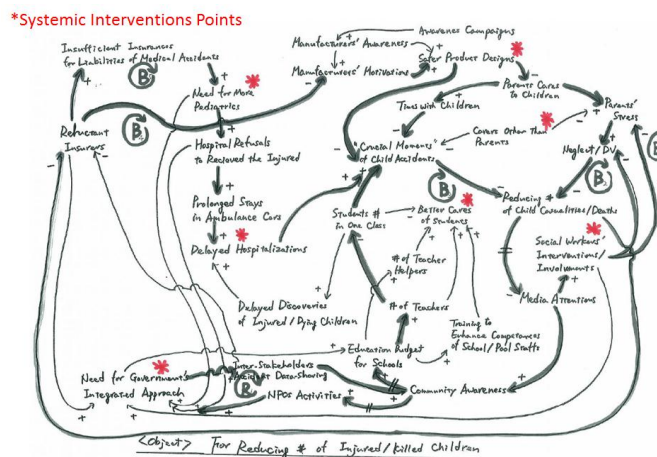 *Systemic Interventions Points
Insufficient Insurances
for Liabilities of Medical Accidents
Awareness Campaigns
Manufacturers' Awareness
Manufacturers' Motivations
Safer Product Designs
Need for More
Pediatrics
Parents Cares
to Children
Times with Children
Parents'
Stress
Reluctant
Insurers
Hospital Refusals
to Recieved the Injured
"Crucial Moments"
of Child Accidents
Carers Other than
Parents
Neglect/DV
Prolonged Stays
in Ambulance Cars
Students #
in One Class
Better Cares
of Students
Reducing #
of Child Casualties/Deaths
Delayed Hospitalizations
# of Teacher
Helpers
Social Workers'
Interventions/
Involvements
Delayed Discoveries
of Injured/Dying Children
# of Teachers
Media Attentions
Training to
Enhance Competences
of School/Pool Staffs
Education Budget
for Schools
Need for Government's
Integrated Approach
Inter-Stakeholders
Accident Data-sharing
NPOs Activities
Community Awareness
<Object> For Reducing # of Injured/Killed Children